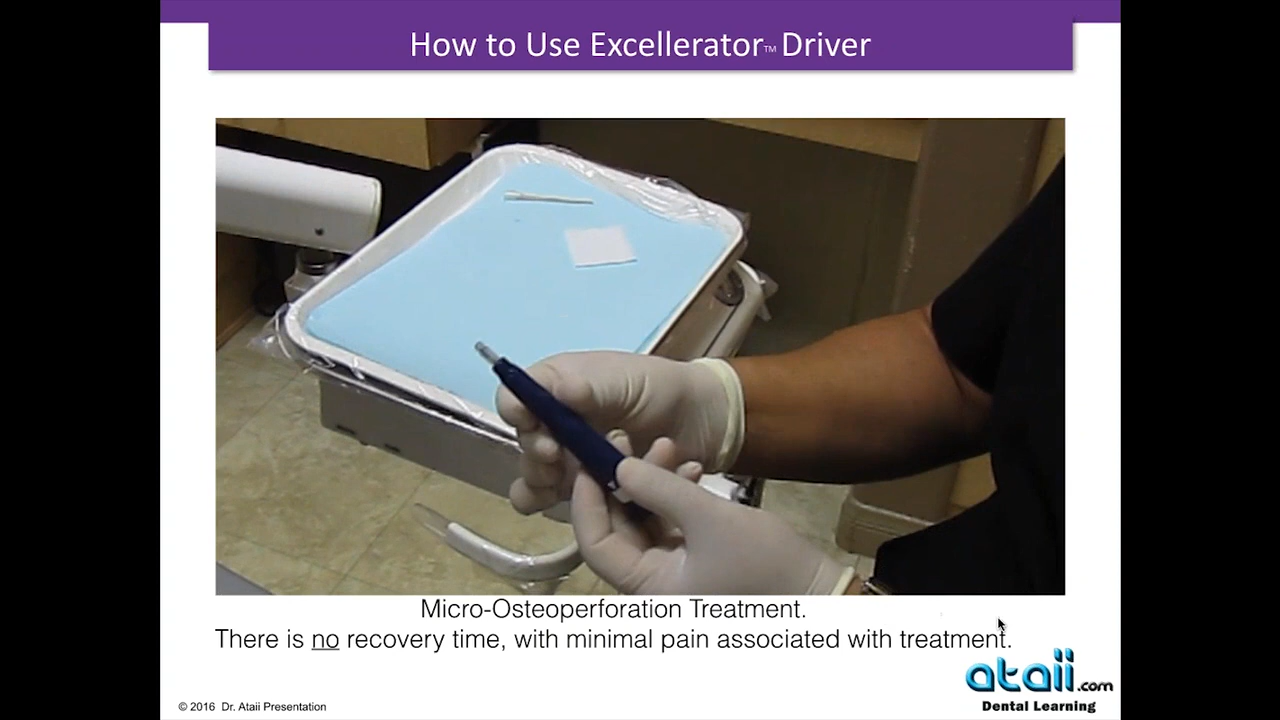 How to Use Excellerator™ Driver
Micro-Osteoperforation Treatment.
There is no recovery time, with minimal pain associated with treatment.
ataii.com
Dental Learning
© 2016 Dr. Ataii Presentation